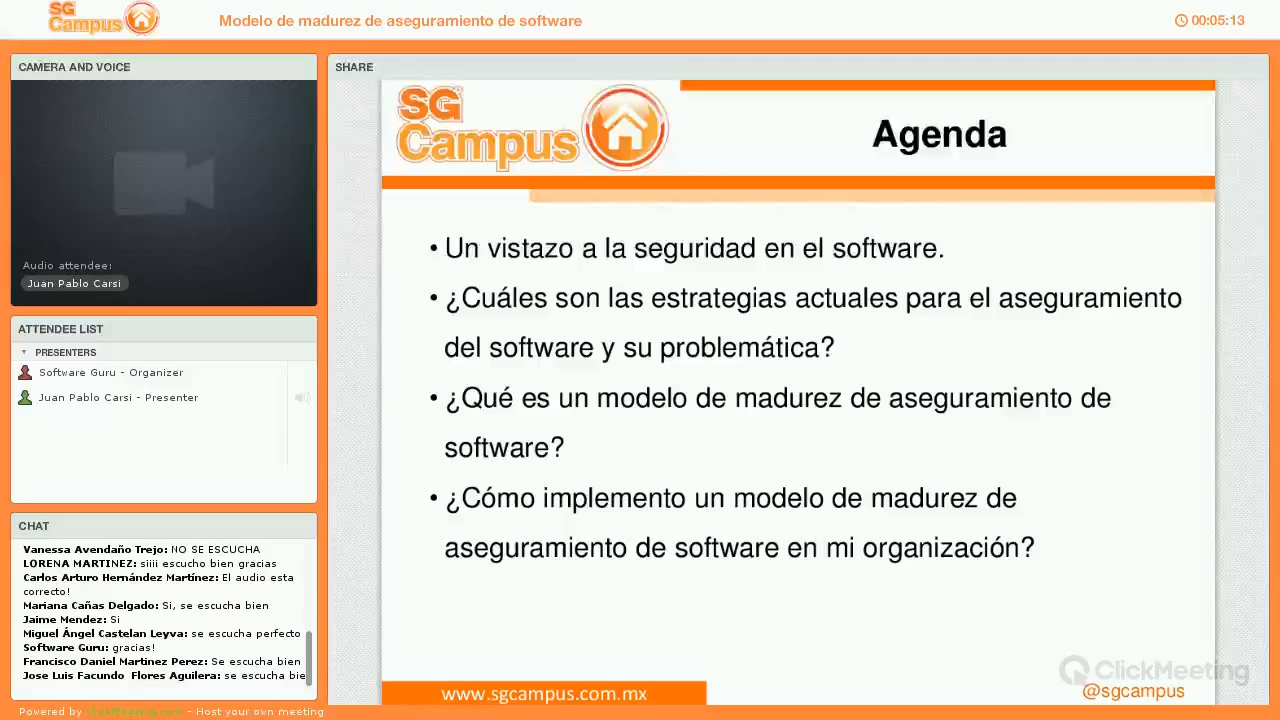 SG Campus
Modelo de madurez de aseguramiento de software
00:05:13
CAMERA AND VOICE
Audio attendee:
Juan Pablo Carsi
ATTENDEE LIST
PRESENTERS
Software Guru - Organizer
Juan Pablo Carsi - Presenter
CHAT
Vanessa Avendaño Trejo: NO SE ESCUCHA
LORENA MARTINEZ: siiii escucho bien gracias
Carlos Arturo Hernández Martínez: El audio esta
correcto!
Mariana Cañas Delgado: Si, se escucha bien
Jaime Mendez: Si
Miguel Ángel Castelan Leyva: se escucha perfecto
Software Guru: gracias!
Francisco Daniel Martinez Perez: Se escucha bien
Jose Luis Facundo  Flores Aguilera: se escucha bie
Powered by ClickMeeting.com - Host your own meeting
SHARE
SG
Campus
Agenda
• Un vistazo a la seguridad en el software.
• ¿Cuáles son las estrategias actuales para el aseguramiento
del software y su problemática?
• ¿Qué es un modelo de madurez de aseguramiento de
software?
• ¿Cómo implemento un modelo de madurez de
aseguramiento de software en mi organización?
ClickMeeting
www.sgcampus.com.mx
@sgcampus